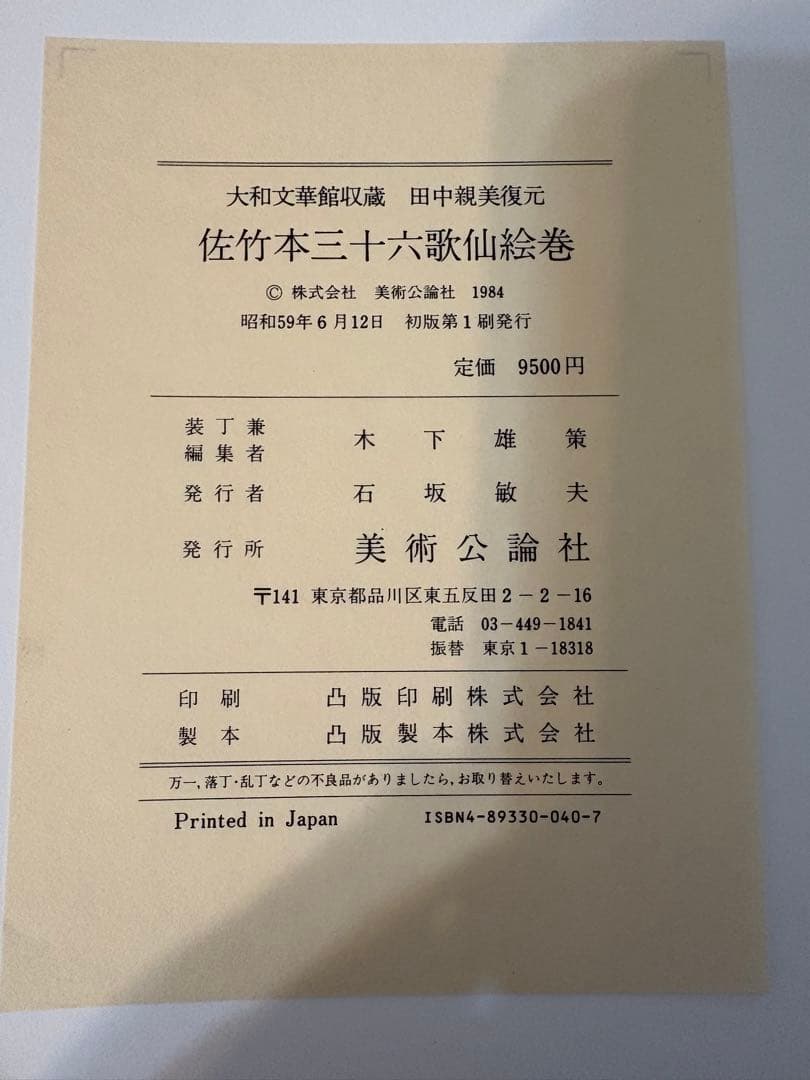 大和文華館収蔵　田中親美復元
佐竹本三十六歌仙絵巻
© 株式会社　美術公論社　1984
昭和59年6月12日　初版第1刷発行
定価　9500円
装丁兼
編集者　木下雄策
発行者　石坂敏夫
発行所　美術公論社
〒141 東京都品川区東五反田2－2－16
電話　03－449－1841
振替　東京1－18318
印刷　凸版印刷株式会社
製本　凸版製本株式会社
万一,落丁・乱丁などの不良品がありましたら,お取り替えいたします。
Printed in Japan　ISBN4-89330-040-7